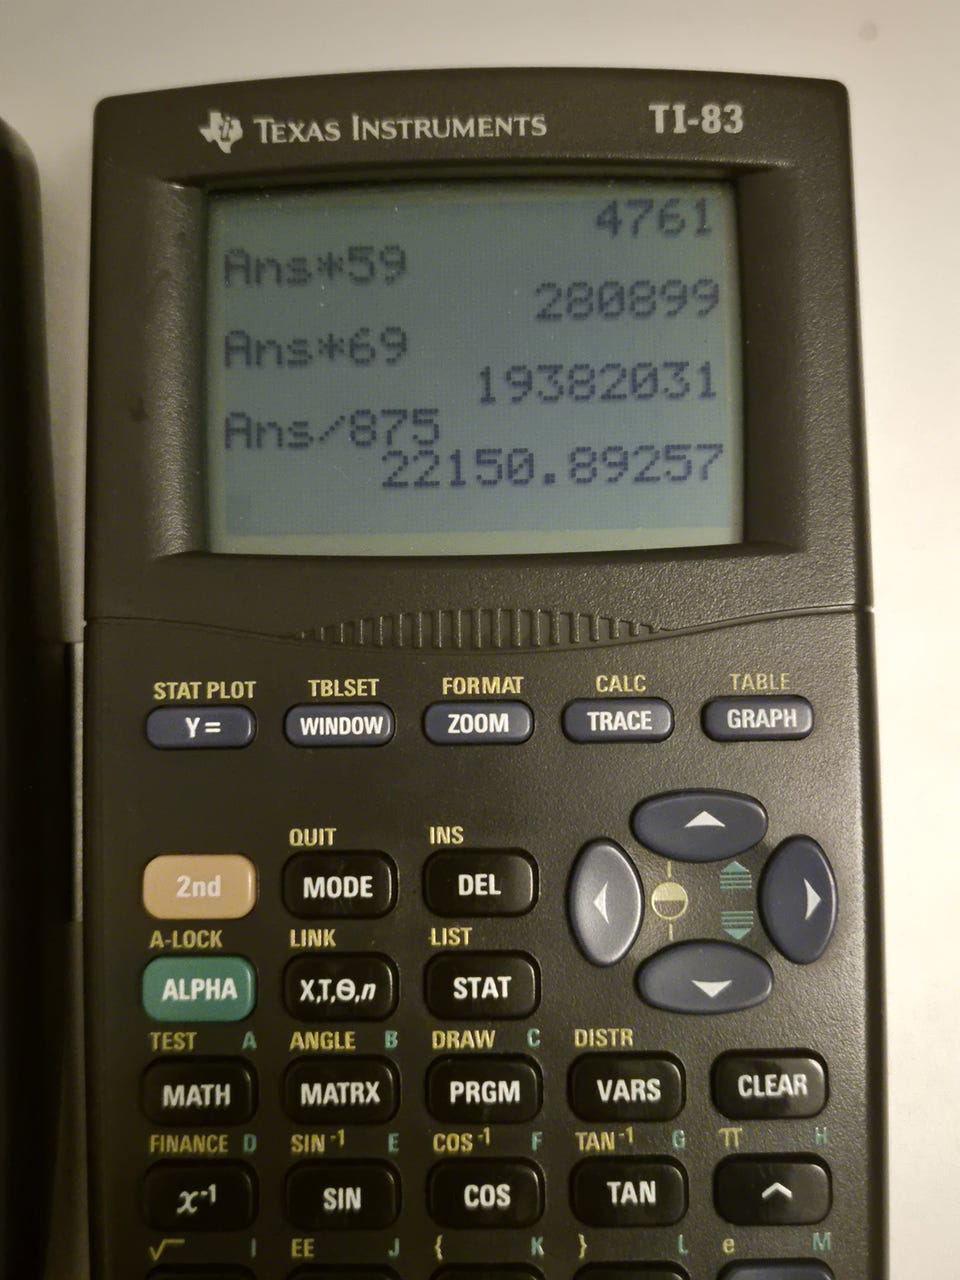 TEXAS INSTRUMENTS TI-83
4761
Ans*59
280899
Ans*69
19382031
Ans/875
22150.89257
STAT PLOT TBLSET FORMAT CALC TABLE
Y= WINDOW ZOOM TRACE GRAPH
QUIT INS
2nd MODE DEL
A-LOCK LINK LIST
ALPHA X,T,Θ,n STAT
TEST A ANGLE B DRAW C DISTR
MATH MATRX PRGM VARS CLEAR
FINANCE D SIN⁻¹ E COS⁻¹ F TAN⁻¹ G π H
x⁻¹ SIN COS TAN ^
√ I EE J { K } L e M